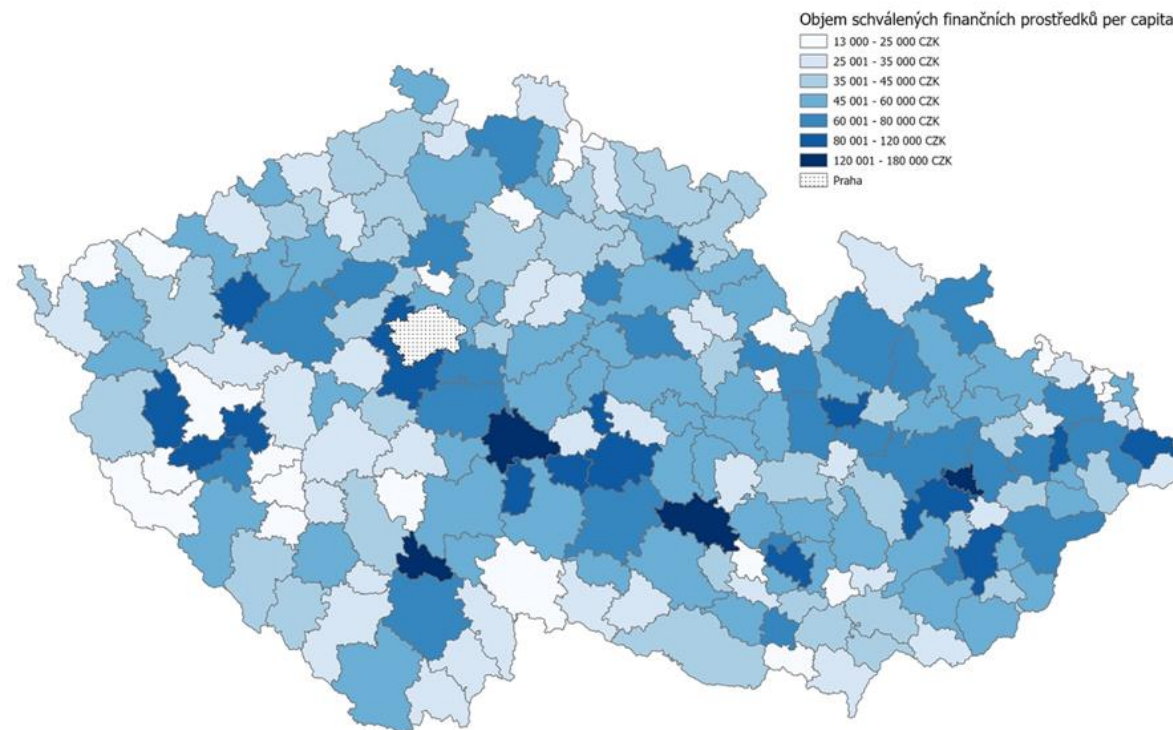 Objem schválených finančních prostředků per capita
13 000 - 25 000 CZK
25 001 - 35 000 CZK
35 001 - 45 000 CZK
45 001 - 60 000 CZK
60 001 - 80 000 CZK
80 001 - 120 000 CZK
120 001 - 180 000 CZK
Praha